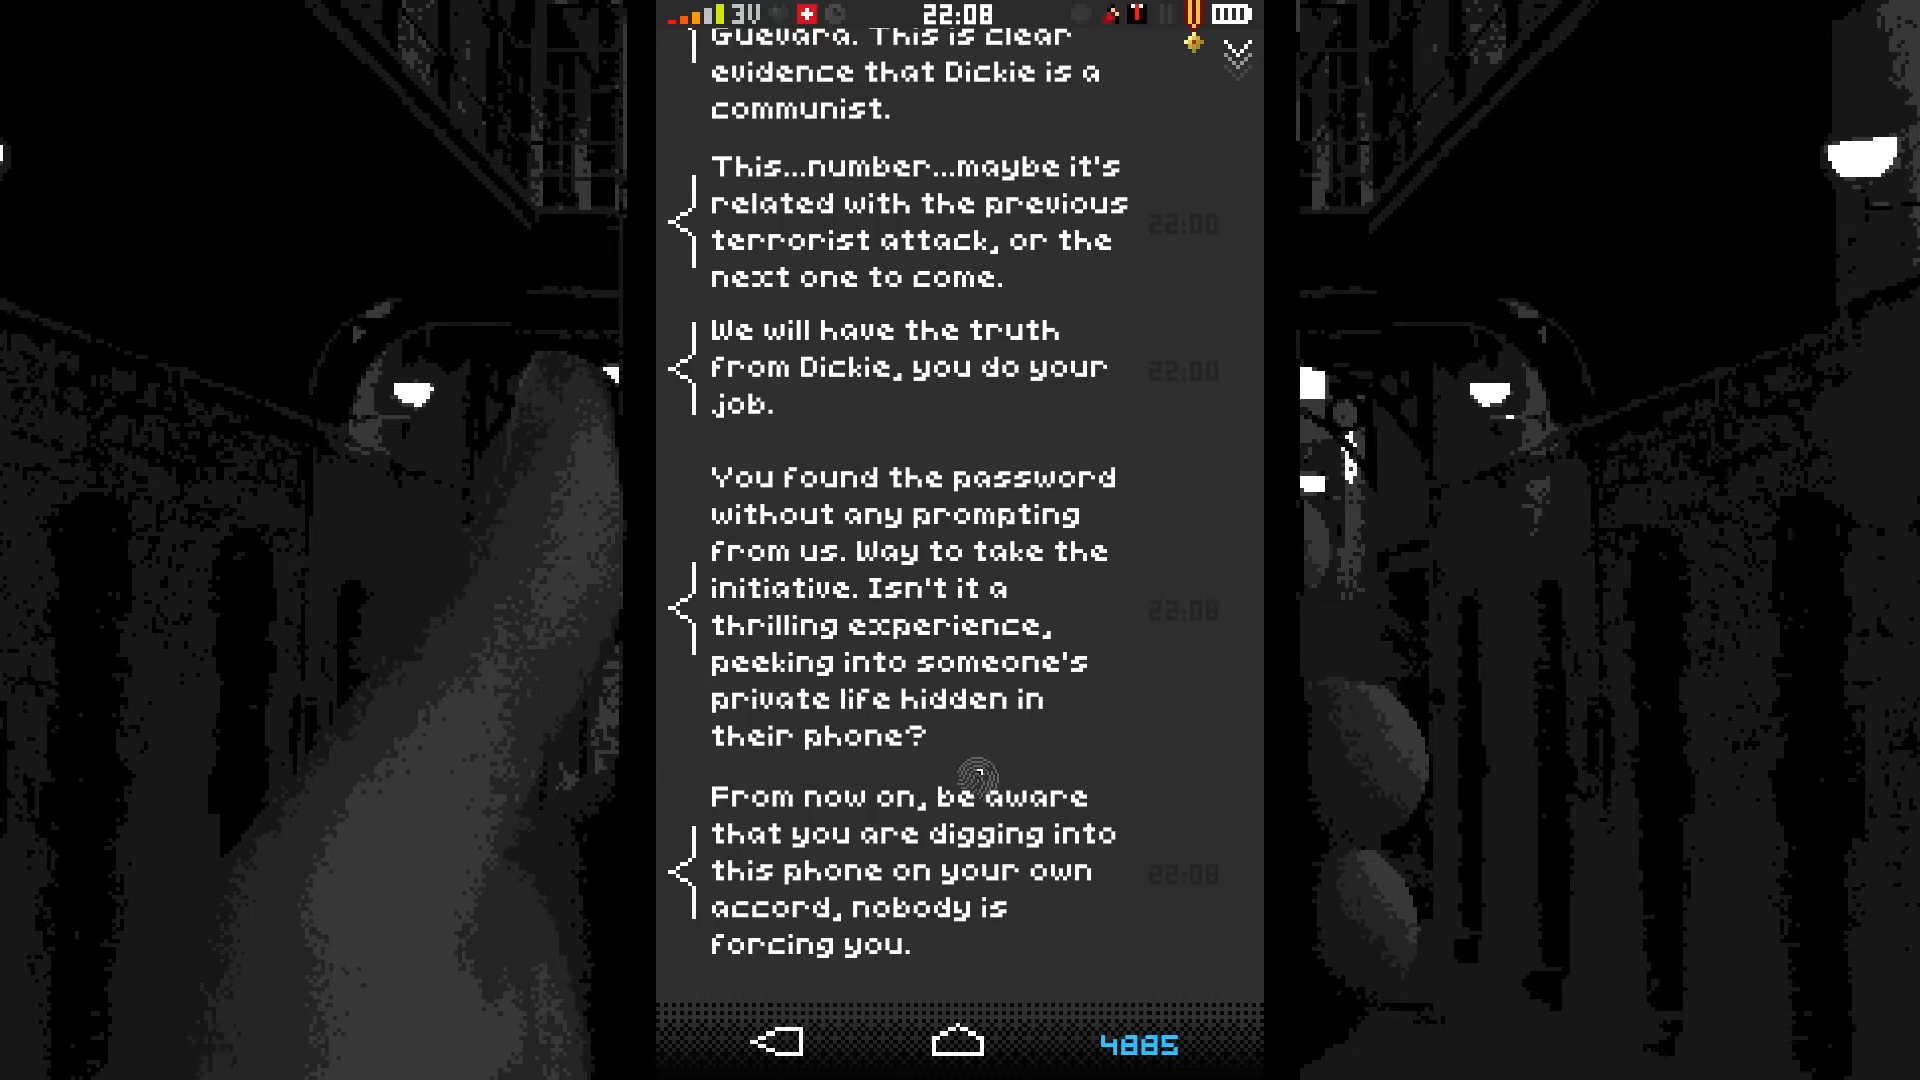 3V
22:08
Guevara. This is clear
evidence that Dickie is a
communist.
This...number...maybe it's
related with the previous
terrorist attack, or the
next one to come.
22:00
We will have the truth
from Dickie, you do your
job.
22:00
You found the password
without any prompting
from us. Way to take the
initiative. Isn't it a
thrilling experience,
peeking into someone's
private life hidden in
their phone?
22:08
From now on, be aware
that you are digging into
this phone on your own
accord, nobody is
forcing you.
22:08
4885